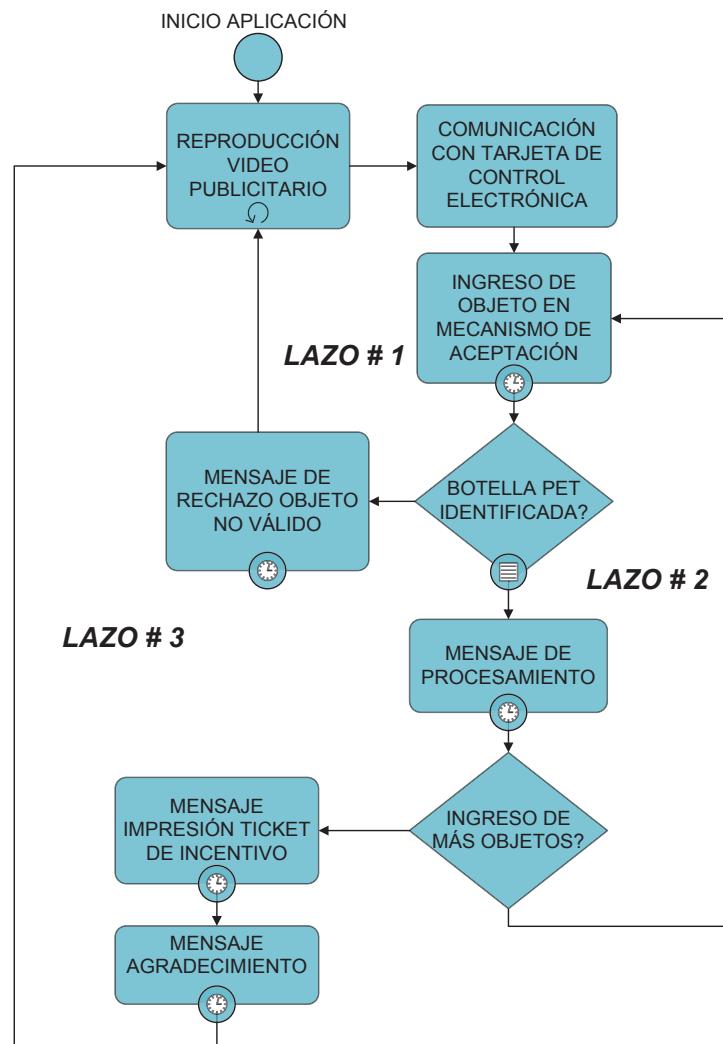 INICIO APLICACIÓN
REPRODUCCIÓN
VIDEO
PUBLICITARIO
COMUNICACIÓN
CON TARJETA DE
CONTROL
ELECTRÓNICA
INGRESO DE
OBJETO EN
MECANISMO DE
ACEPTACIÓN
LAZO # 1
MENSAJE DE
RECHAZO OBJETO
NO VÁLIDO
BOTELLA PET
IDENTIFICADA?
LAZO # 2
LAZO # 3
MENSAJE DE
PROCESAMIENTO
MENSAJE
IMPRESIÓN TICKET
DE INCENTIVO
INGRESO DE
MÁS OBJETOS?
MENSAJE
AGRADECIMIENTO